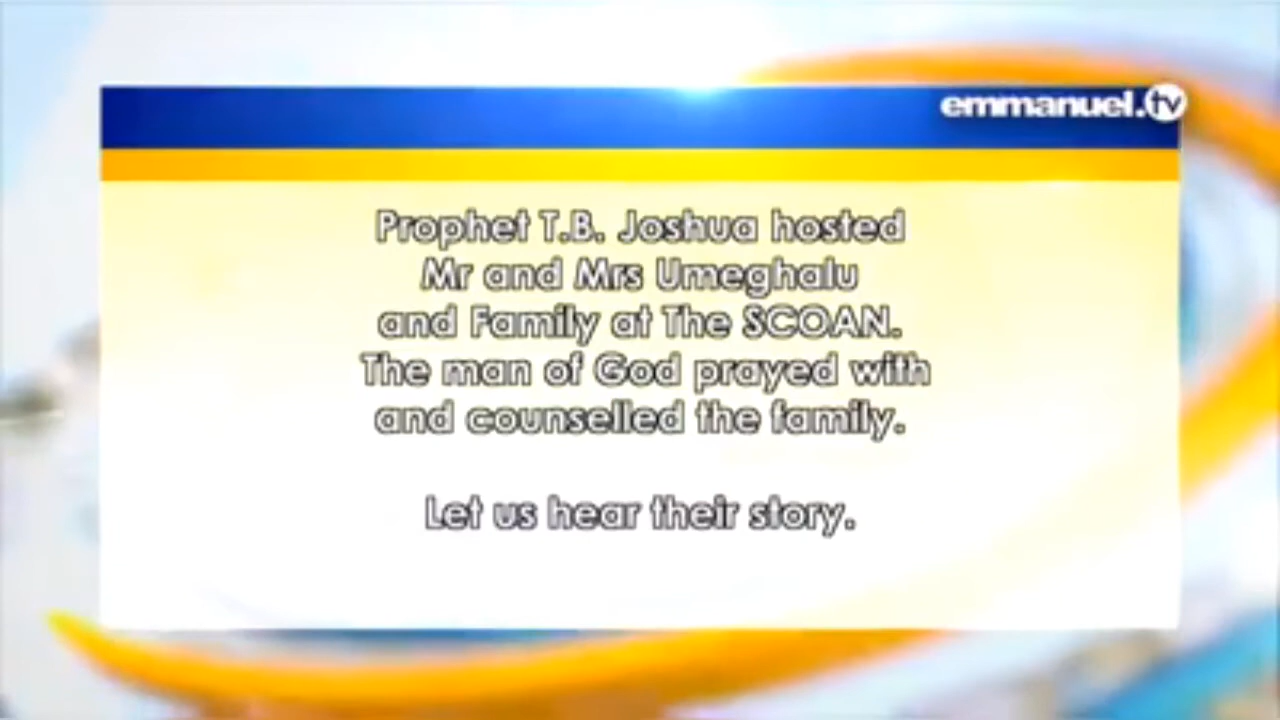 emmanuel.tv
Prophet T.B. Joshua hosted
Mr and Mrs Umeghalu
and Family at The SCOAN.
The man of God prayed with
and counselled the family.
Let us hear their story.